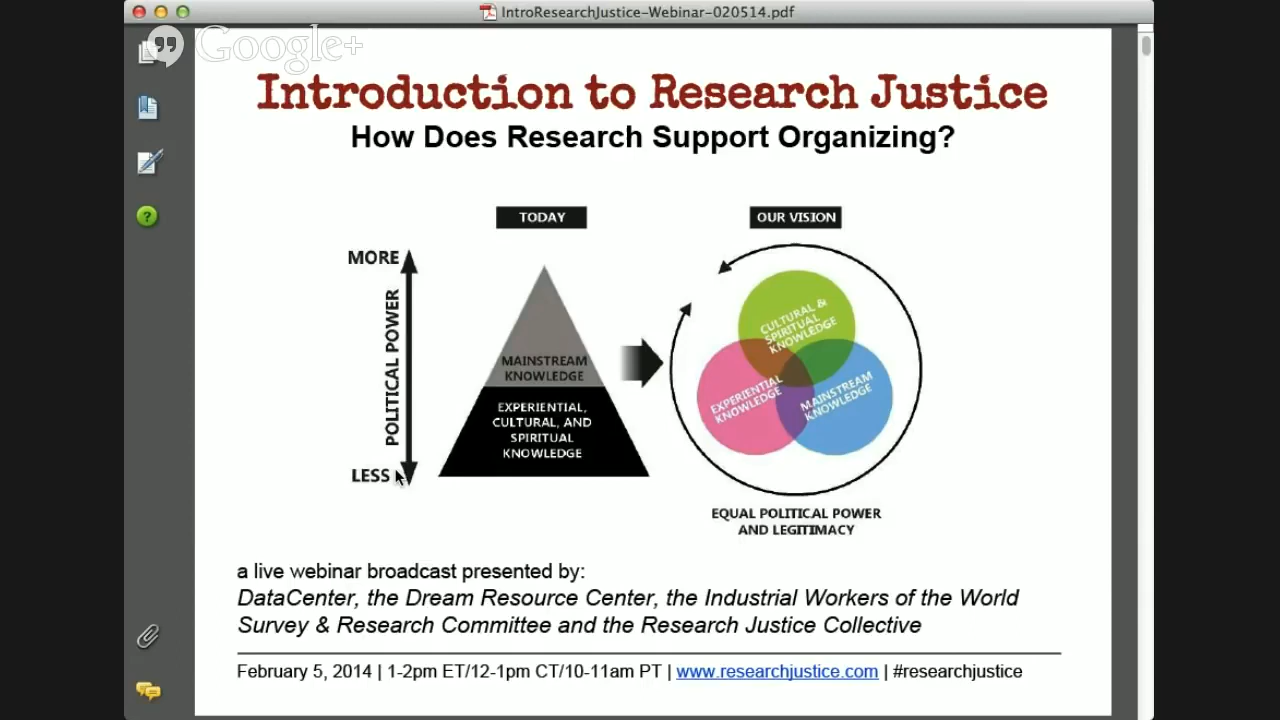 IntroResearchJustice-Webinar-020514.pdf
Google+
Introduction to Research Justice
How Does Research Support Organizing?
TODAY
OUR VISION
MORE
POLITICAL POWER
LESS
MAINSTREAM
KNOWLEDGE
EXPERIENTIAL,
CULTURAL, AND
SPIRITUAL
KNOWLEDGE
CULTURAL &
SPIRITUAL
KNOWLEDGE
EXPERIENTIAL
KNOWLEDGE
MAINSTREAM
KNOWLEDGE
EQUAL POLITICAL POWER
AND LEGITIMACY
a live webinar broadcast presented by:
DataCenter, the Dream Resource Center, the Industrial Workers of the World
Survey & Research Committee and the Research Justice Collective
February 5, 2014 | 1-2pm ET/12-1pm CT/10-11am PT | www.researchjustice.com | #researchjustice